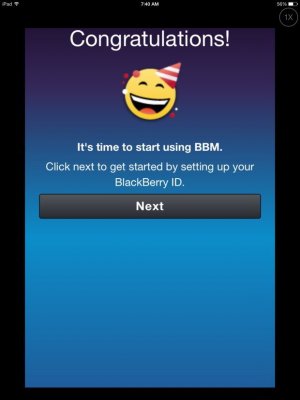 iPad 7:40 AM 56%
1X
Congratulations!
It's time to start using BBM.
Click next to get started by setting up your
BlackBerry ID.
Next